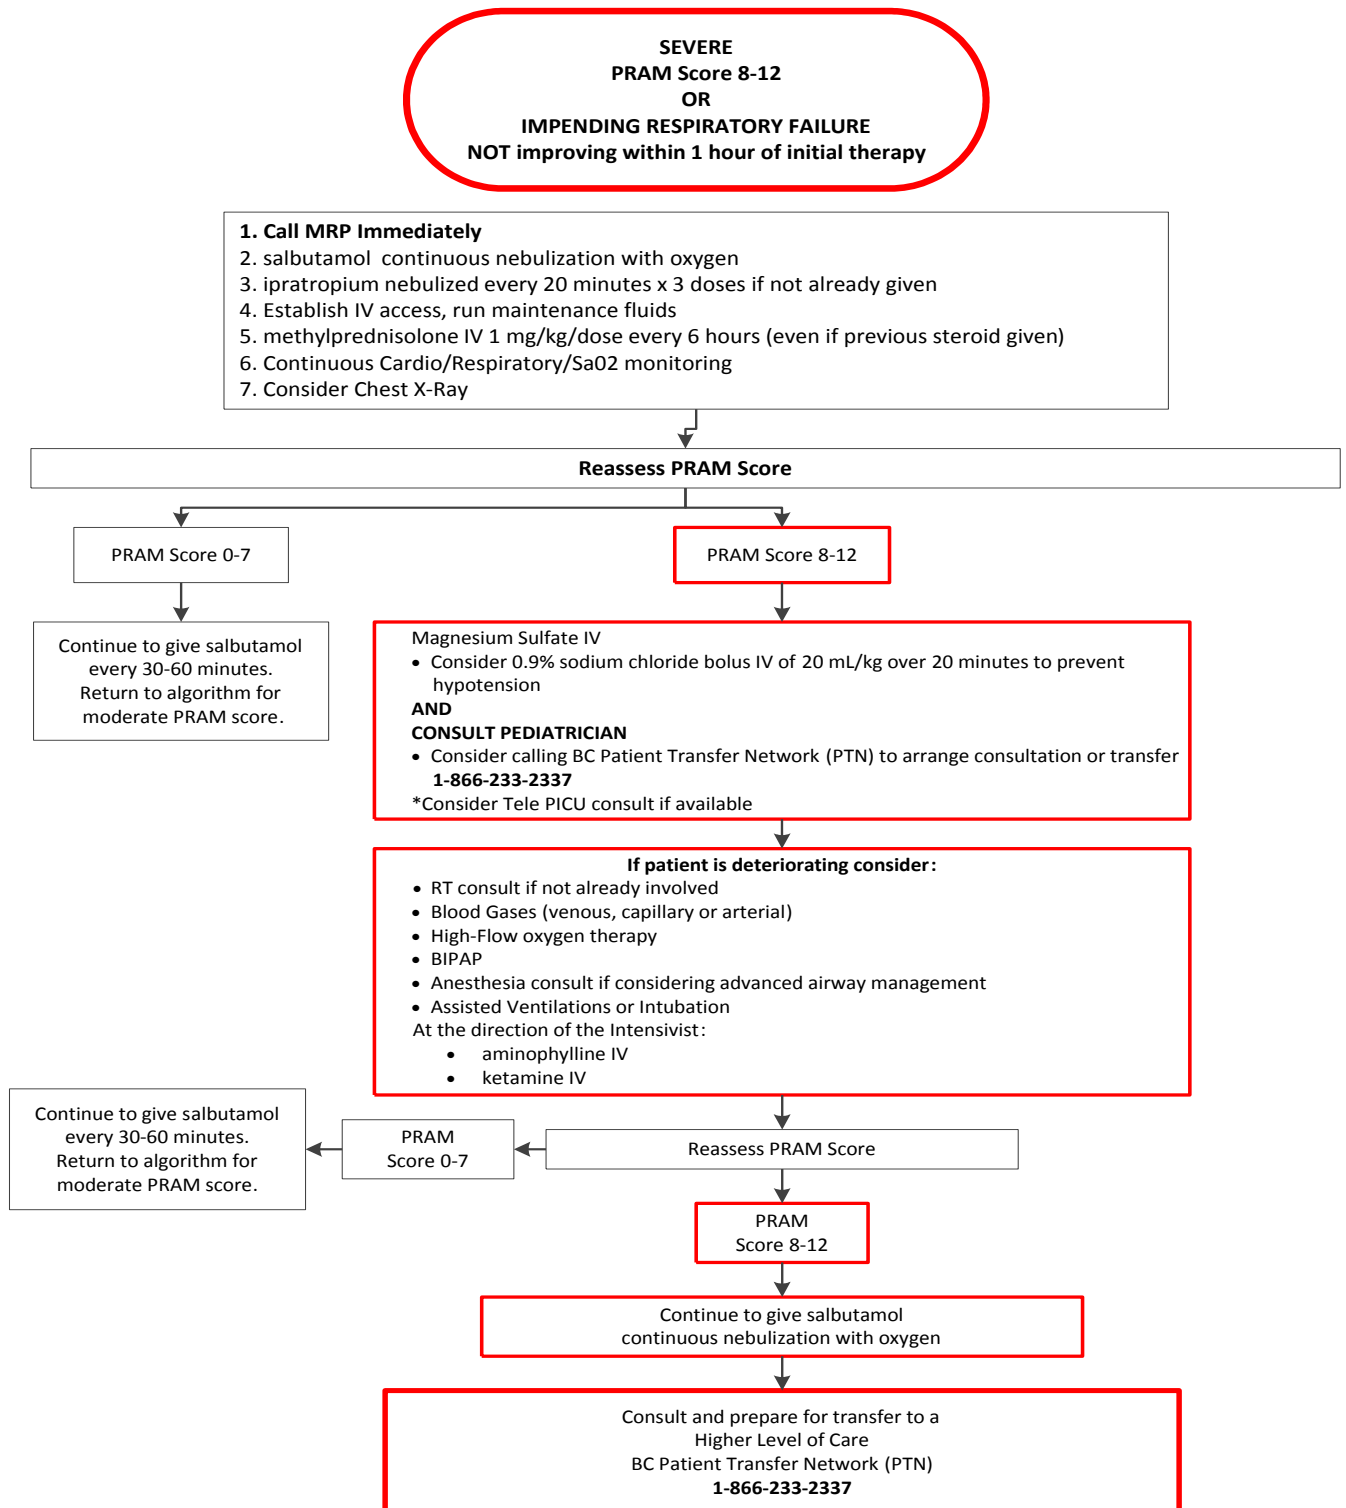 SEVERE
PRAM Score 8-12
OR
IMPENDING RESPIRATORY FAILURE
NOT improving within 1 hour of initial therapy
1. Call MRP Immediately
2. salbutamol continuous nebulization with oxygen
3. ipratropium nebulized every 20 minutes x 3 doses if not already given
4. Establish IV access, run maintenance fluids
5. methylprednisolone IV 1 mg/kg/dose every 6 hours (even if previous steroid given)
6. Continuous Cardio/Respiratory/Sa02 monitoring
7. Consider Chest X-Ray
Reassess PRAM Score
PRAM Score 0-7
PRAM Score 8-12
Continue to give salbutamol
every 30-60 minutes.
Return to algorithm for
moderate PRAM score.
Magnesium Sulfate IV
• Consider 0.9% sodium chloride bolus IV of 20 mL/kg over 20 minutes to prevent
hypotension
AND
CONSULT PEDIATRICIAN
• Consider calling BC Patient Transfer Network (PTN) to arrange consultation or transfer
1-866-233-2337
*Consider Tele PICU consult if available
If patient is deteriorating consider:
• RT consult if not already involved
• Blood Gases (venous, capillary or arterial)
• High-Flow oxygen therapy
• BIPAP
• Anesthesia consult if considering advanced airway management
• Assisted Ventilations or Intubation
At the direction of the Intensivist:
• aminophylline IV
• ketamine IV
Continue to give salbutamol
every 30-60 minutes.
Return to algorithm for
moderate PRAM score.
PRAM
Score 0-7
Reassess PRAM Score
PRAM
Score 8-12
Continue to give salbutamol
continuous nebulization with oxygen
Consult and prepare for transfer to a
Higher Level of Care
BC Patient Transfer Network (PTN)
1-866-233-2337